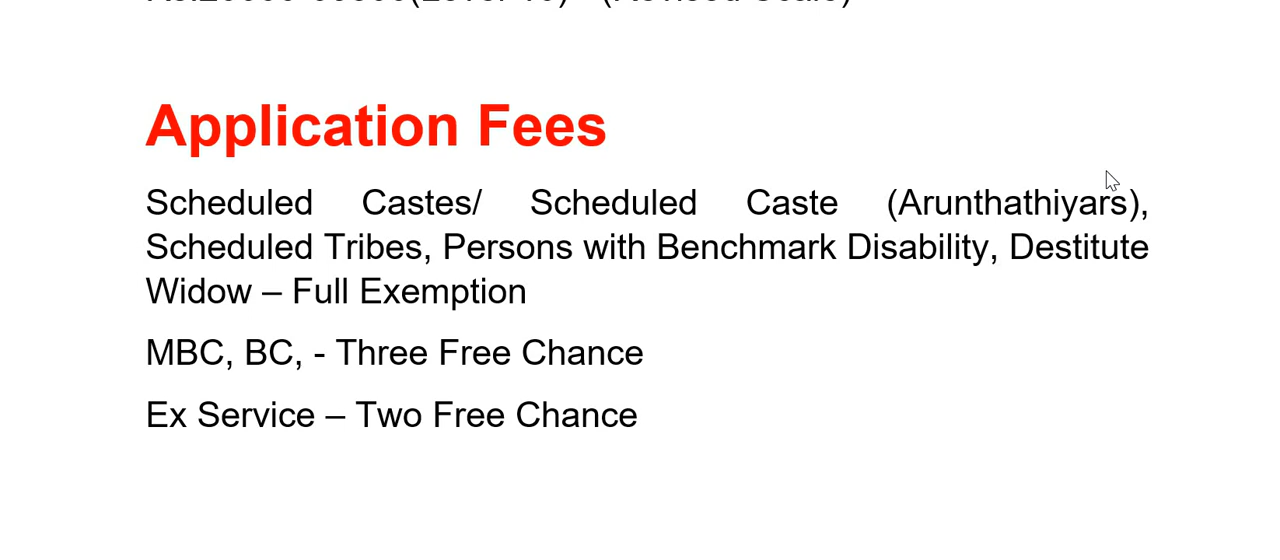 Application Fees
Scheduled Castes/ Scheduled Caste (Arunthathiyars),
Scheduled Tribes, Persons with Benchmark Disability, Destitute
Widow – Full Exemption
MBC, BC, - Three Free Chance
Ex Service – Two Free Chance